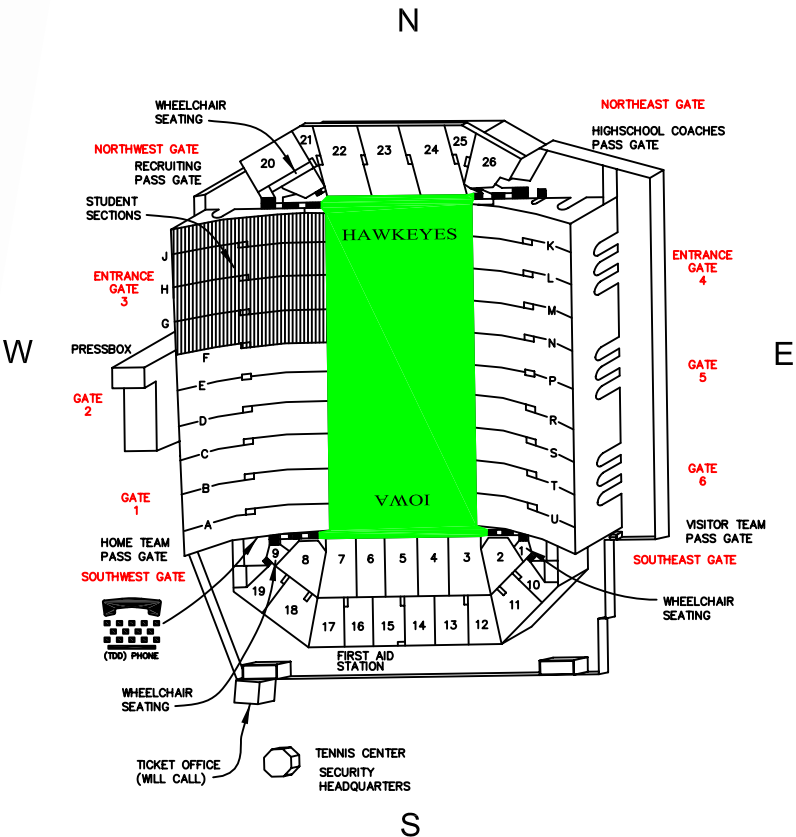 N
NORTHEAST GATE
WHEELCHAIR
SEATING
HIGHSCHOOL COACHES
PASS GATE
NORTHWEST GATE
RECRUITING
PASS GATE
20
21
22
23
24
25
26
STUDENT
SECTIONS
HAWKEYES
J
H
G
F
E
D
C
B
A
K
L
M
N
P
R
S
T
U
ENTRANCE
GATE
3
ENTRANCE
GATE
4
W
E
PRESSBOX
GATE
2
GATE
5
GATE
1
GATE
6
IOWA
HOME TEAM
PASS GATE
SOUTHWEST GATE
VISITOR TEAM
PASS GATE
SOUTHEAST GATE
9
8
7
6
5
4
3
2
1
19
18
17
16
15
14
13
12
11
10
WHEELCHAIR
SEATING
(TDD) PHONE
FIRST AID
STATION
WHEELCHAIR
SEATING
TICKET OFFICE
(WILL CALL)
TENNIS CENTER
SECURITY
HEADQUARTERS
S